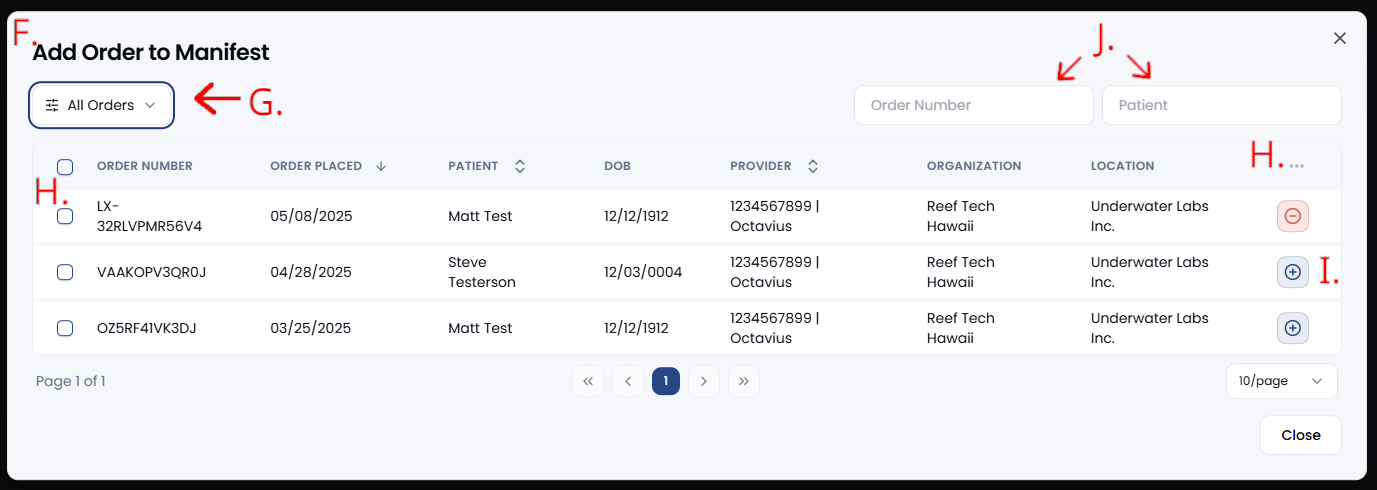 F.
Add Order to Manifest
All Orders
G.
J.
Order Number
Patient
ORDER NUMBER ORDER PLACED PATIENT DOB PROVIDER ORGANIZATION LOCATION
H.
H.
LX-
32RLVPMR56V4
05/08/2025
Matt Test
12/12/1912
1234567899 |
Octavius
Reef Tech
Hawaii
Underwater Labs
Inc.
VAAKOPV3QR0J
04/28/2025
Steve
Testerson
12/03/0004
1234567899 |
Octavius
Reef Tech
Hawaii
Underwater Labs
Inc.
I.
OZ5RF41VK3DJ
03/25/2025
Matt Test
12/12/1912
1234567899 |
Octavius
Reef Tech
Hawaii
Underwater Labs
Inc.
Page 1 of 1
1
10/page
Close